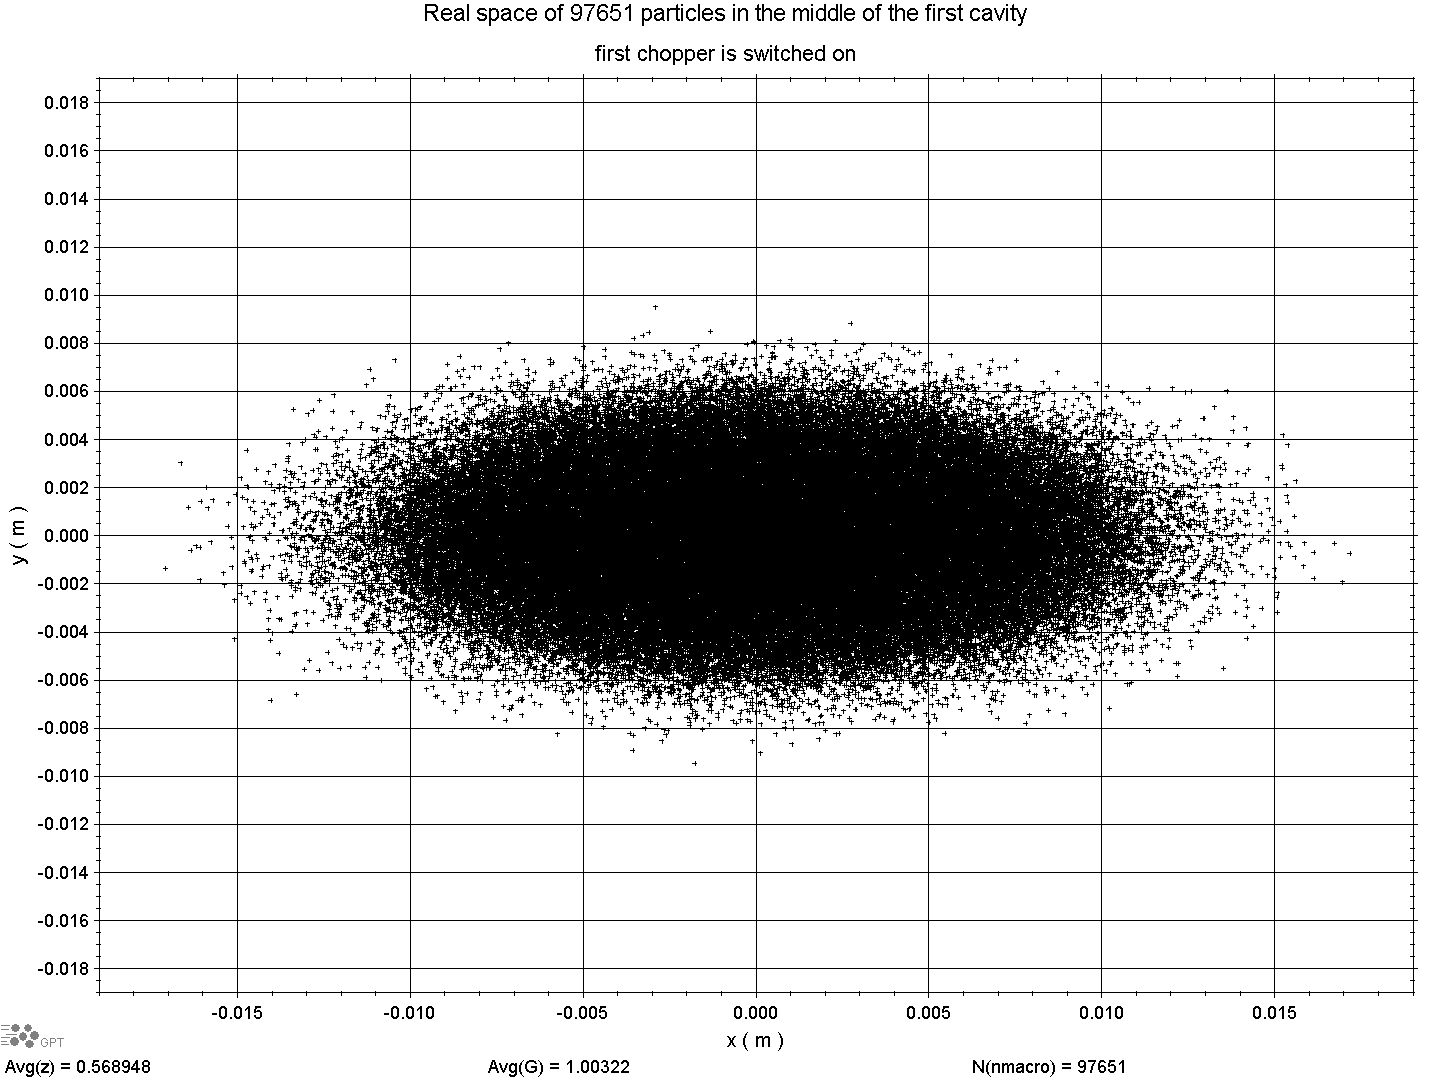 Real space of 97651 particles in the middle of the first cavity
first chopper is switched on
0.018
0.016
0.014
0.012
0.010
0.008
0.006
0.004
0.002
0.000
-0.002
-0.004
-0.006
-0.008
-0.010
-0.012
-0.014
-0.016
-0.018
y ( m )
-0.015 -0.010 -0.005 0.000 0.005 0.010 0.015
x ( m )
GPT
Avg(z) = 0.568948 Avg(G) = 1.00322 N(nmacro) = 97651